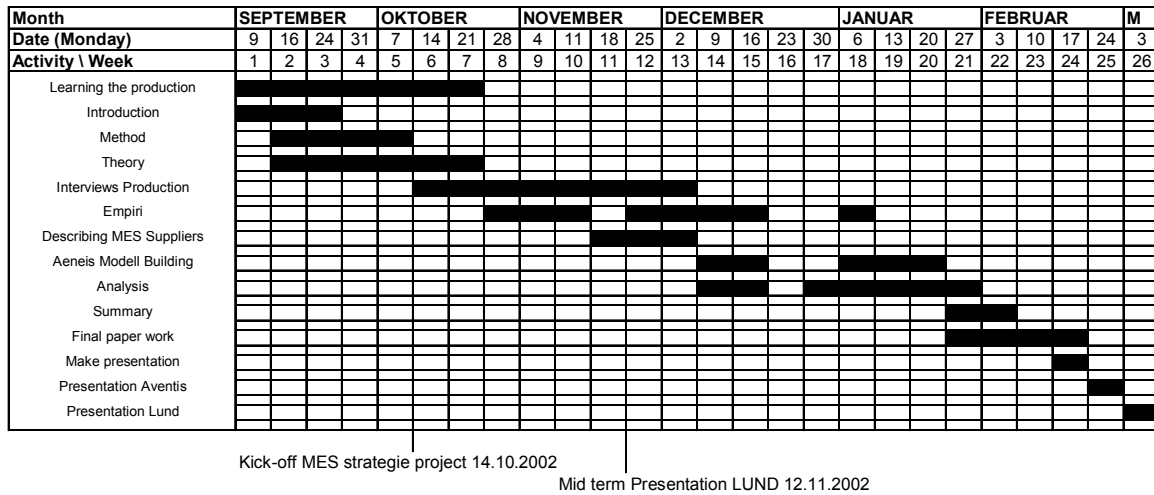 Month SEPTEMBER OKTOBER NOVEMBER DECEMBER JANUAR FEBRUAR M
Date (Monday) 9 16 24 31 7 14 21 28 4 11 18 25 2 9 16 23 30 6 13 20 27 3 10 17 24 3
Activity \ Week 1 2 3 4 5 6 7 8 9 10 11 12 13 14 15 16 17 18 19 20 21 22 23 24 25 26
Learning the production
Introduction
Method
Theory
Interviews Production
Empiri
Describing MES Suppliers
Aeneis Modell Building
Analysis
Summary
Final paper work
Make presentation
Presentation Aventis
Presentation Lund
Kick-off MES strategie project 14.10.2002
Mid term Presentation LUND 12.11.2002